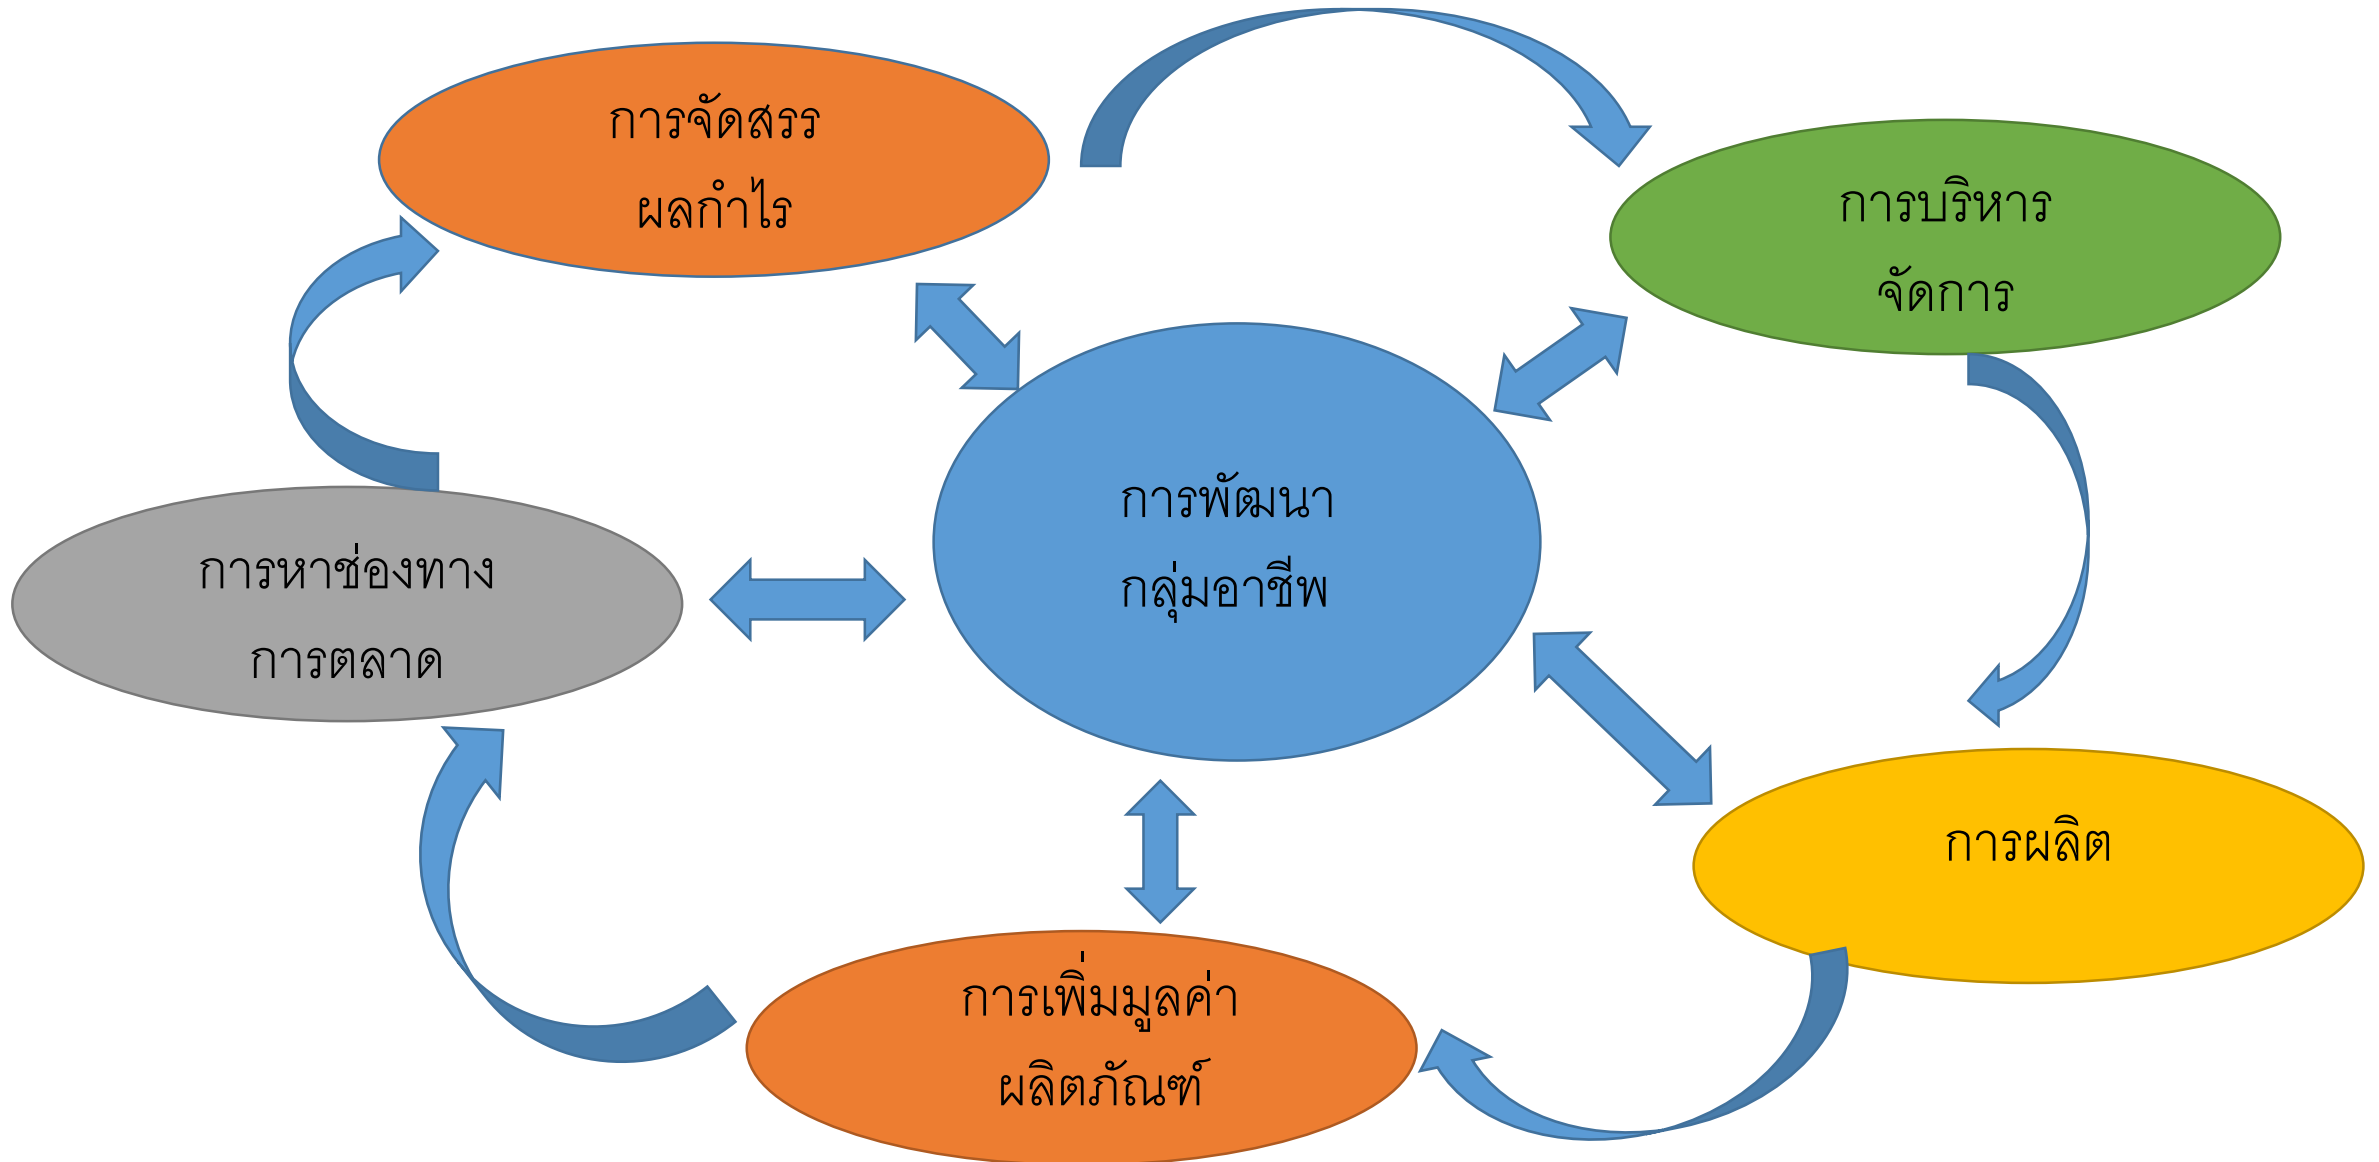 การจัดสรร
ผลกำไร
การบริหาร
จัดการ
การพัฒนา
กลุ่มอาชีพ
การหาช่องทาง
การตลาด
การผลิต
การเพิ่มมูลค่า
ผลิตภัณฑ์